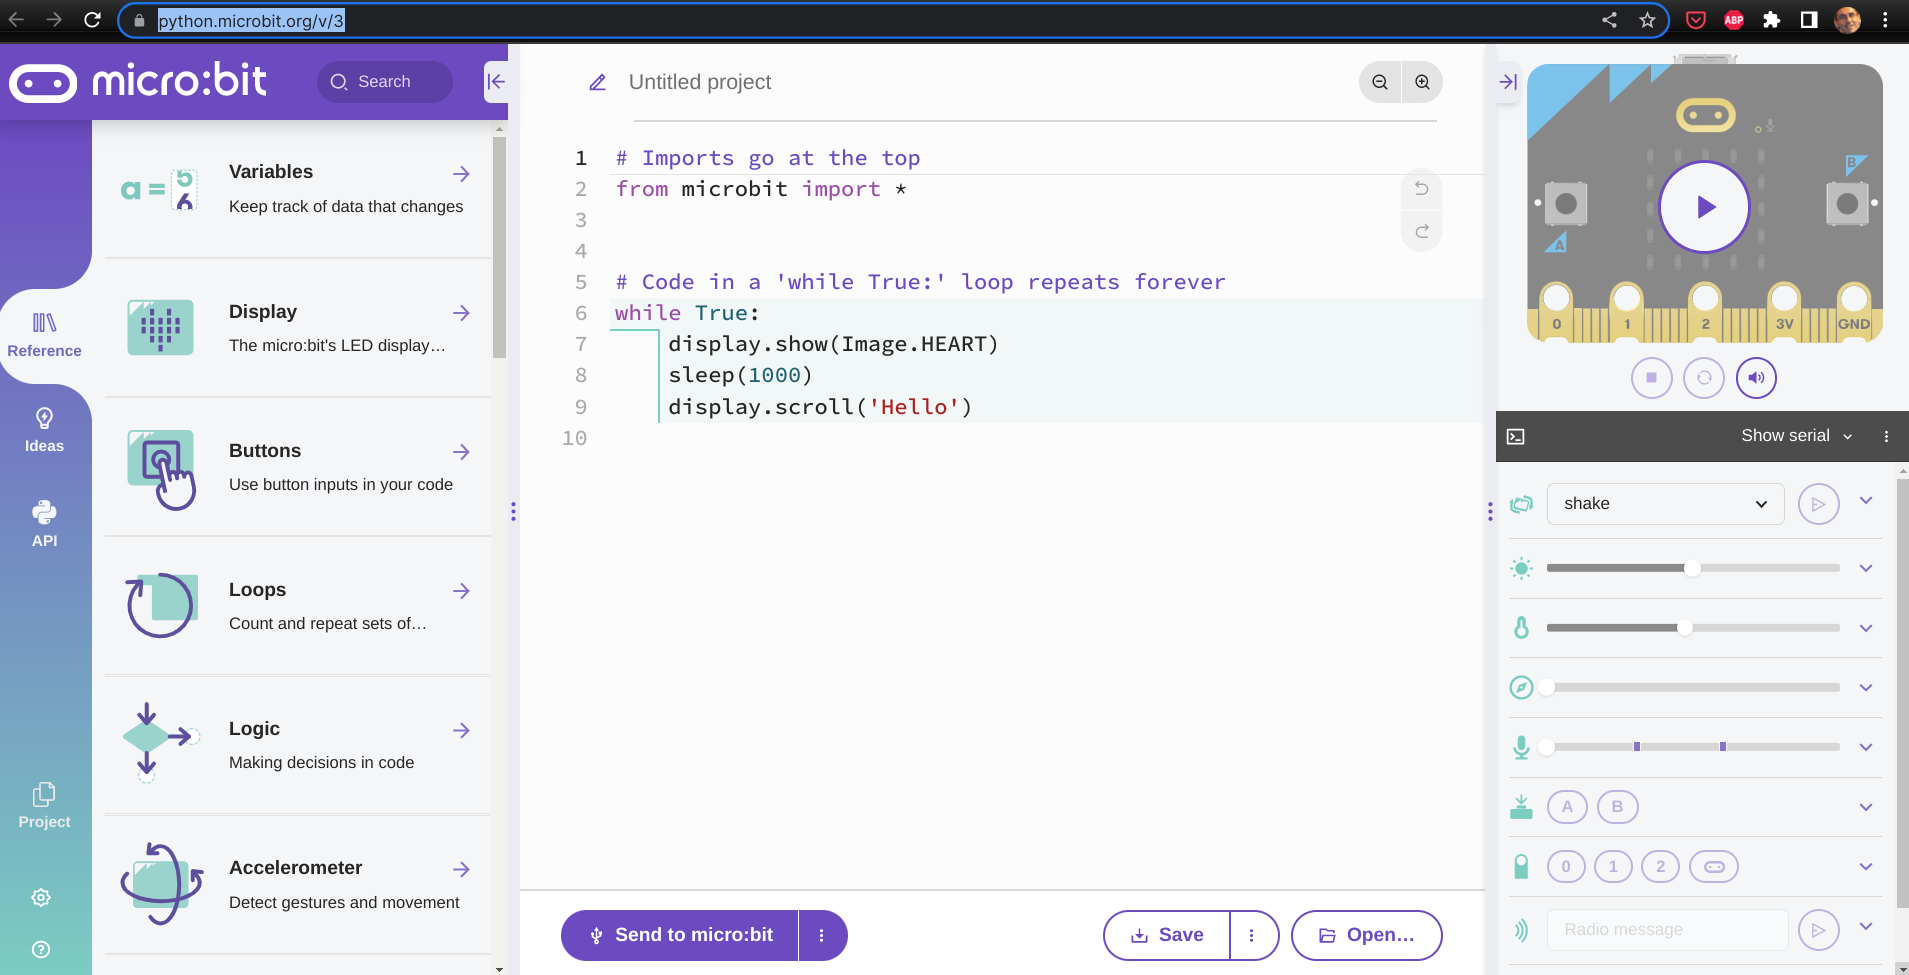 python.microbit.org/v/3
ABP
micro:bit
Search
Variables
Keep track of data that changes
Display
The micro:bit's LED display…
Buttons
Use button inputs in your code
Loops
Count and repeat sets of…
Logic
Making decisions in code
Accelerometer
Detect gestures and movement
a = 5
6
Reference
Ideas
API
Project
Untitled project
1 # Imports go at the top
2 from microbit import *
3
4
5 # Code in a 'while True:' loop repeats forever
6 while True:
7 display.show(Image.HEART)
8 sleep(1000)
9 display.scroll('Hello')
10
Send to micro:bit
Save
Open…
B
A
0 1 2 3V GND
Show serial
shake
A B
0 1 2
Radio message